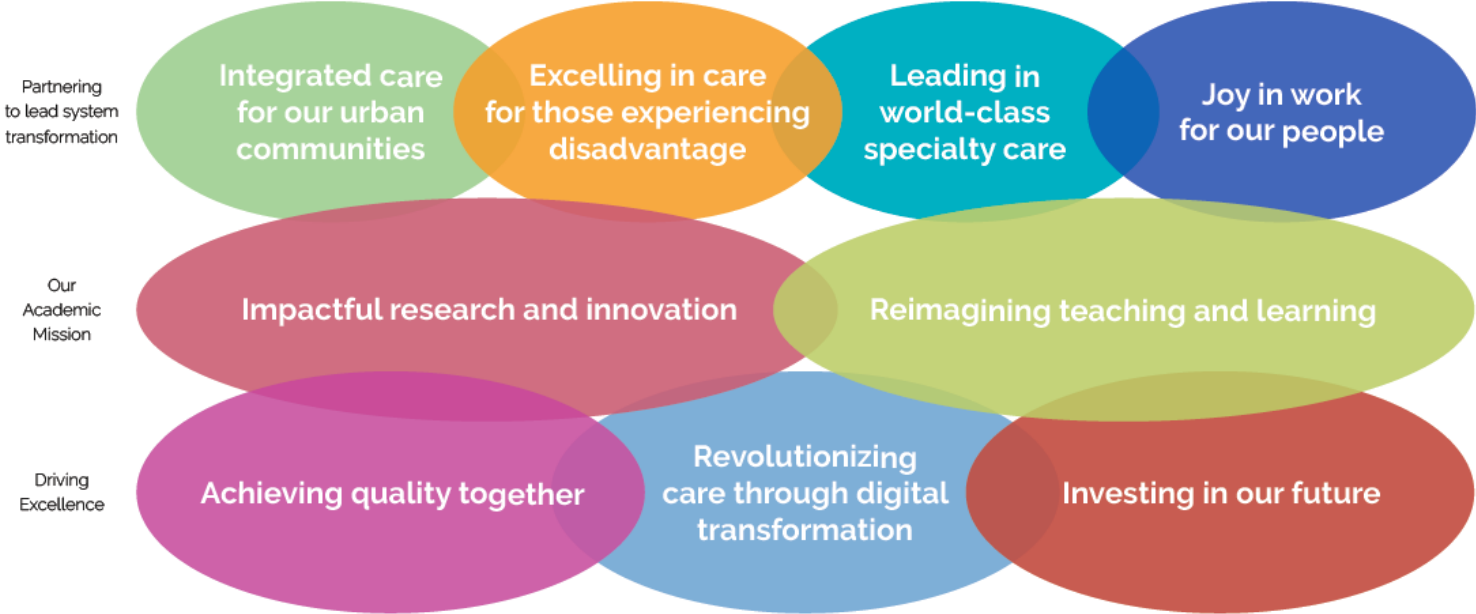 Partnering
to lead system
transformation
Integrated care
for our urban
communities
Excelling in care
for those experiencing
disadvantage
Leading in
world-class
specialty care
Joy in work
for our people
Our
Academic
Mission
Impactful research and innovation
Reimagining teaching and learning
Driving
Excellence
Achieving quality together
Revolutionizing
care through digital
transformation
Investing in our future